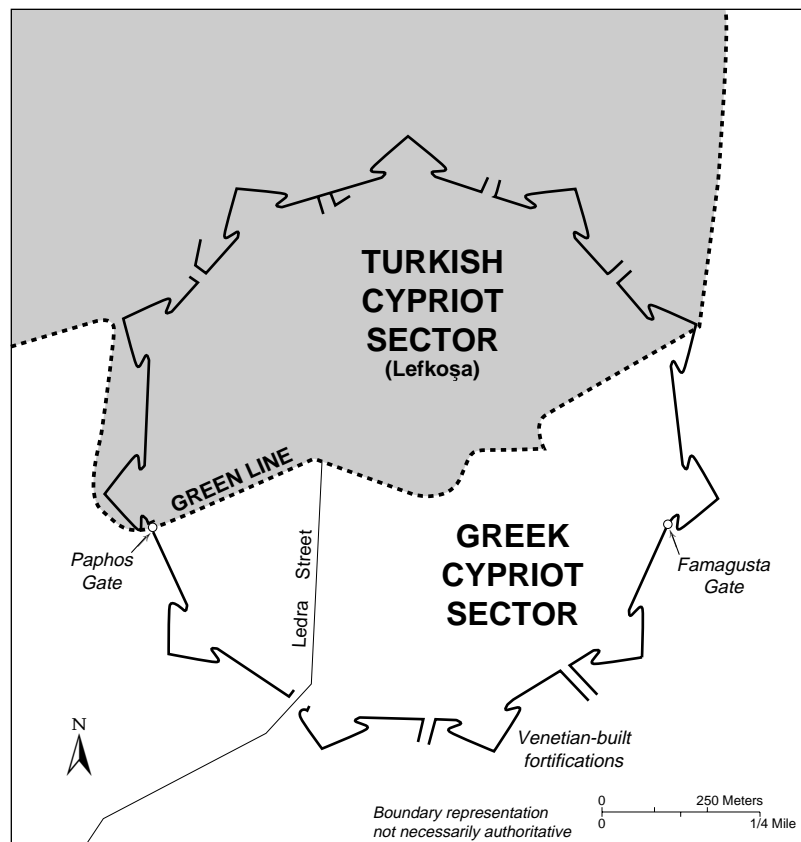 TURKISH
CYPRIOT
SECTOR
(Lefkoşa)
GREEN LINE
Paphos
Gate
Ledra Street
GREEK
CYPRIOT
SECTOR
Famagusta
Gate
N
Venetian-built
fortifications
Boundary representation
not necessarily authoritative
0 250 Meters
0 1/4 Mile